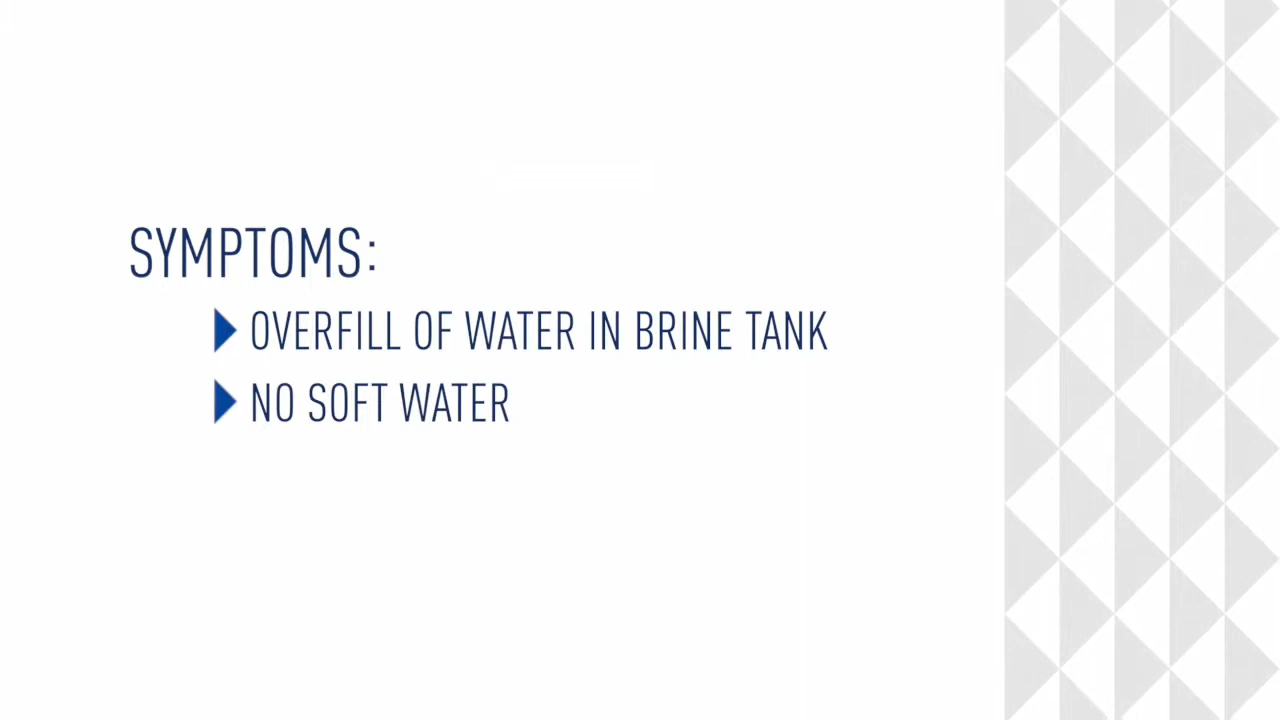 SYMPTOMS:
OVERFILL OF WATER IN BRINE TANK
NO SOFT WATER